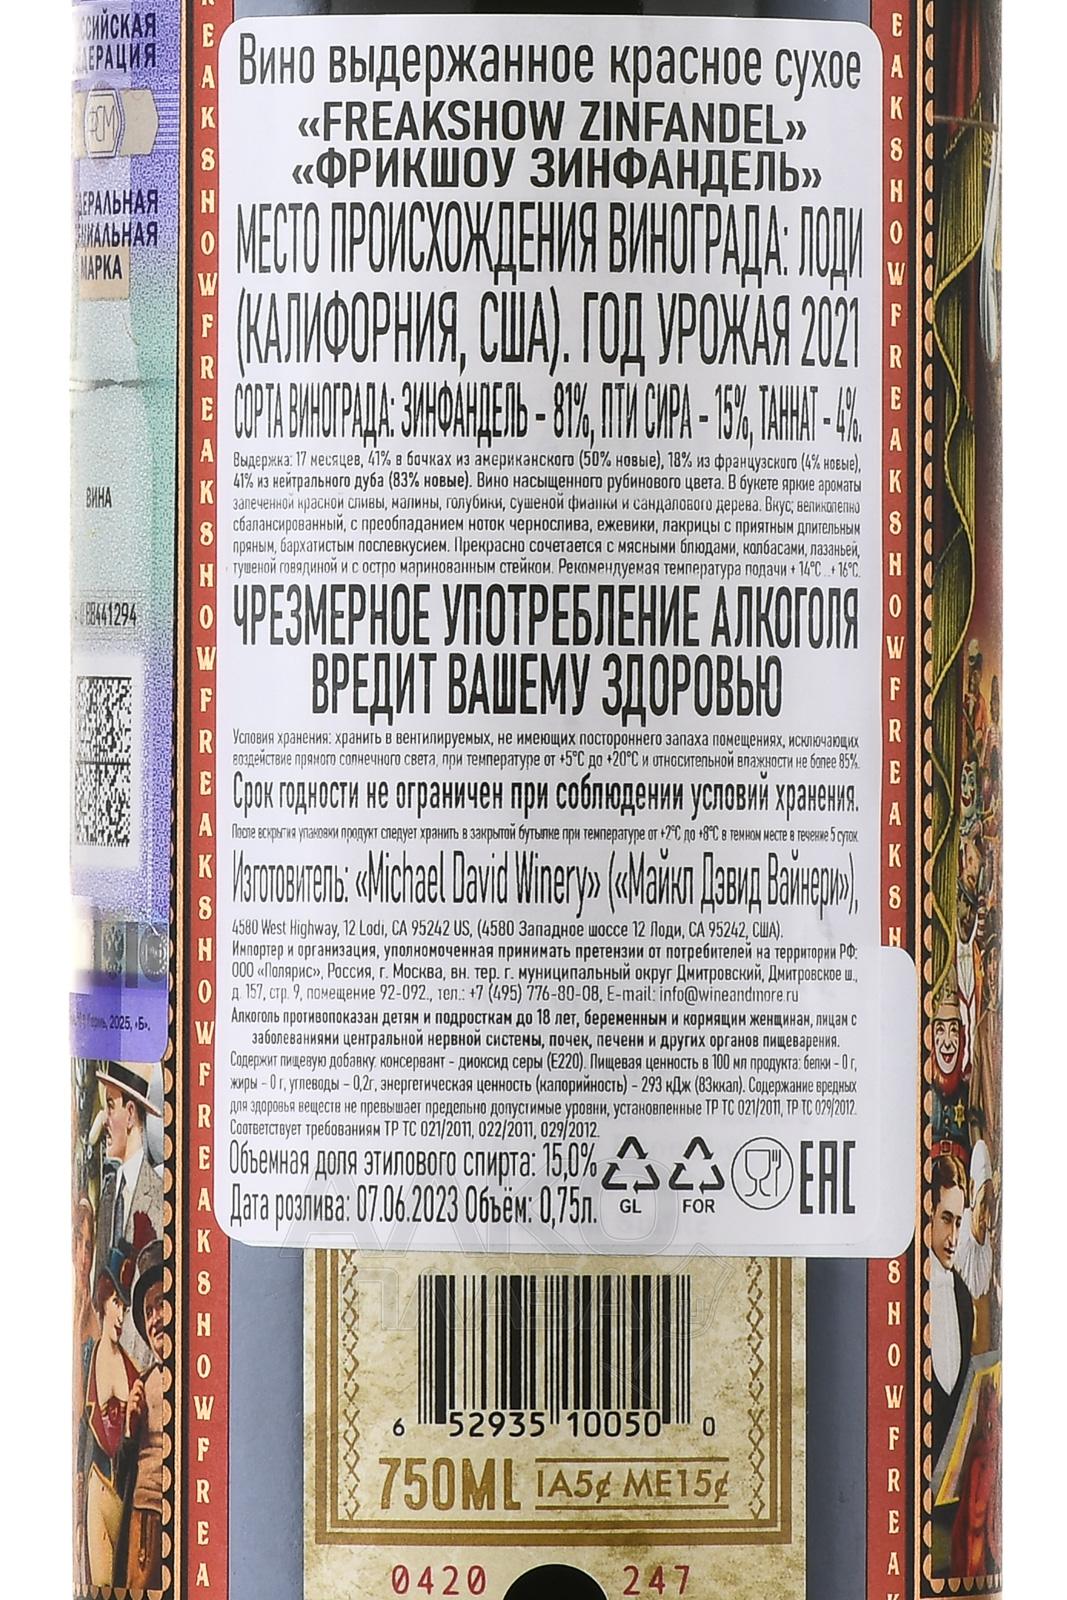 ССИЙСКАЯ
ДЕРАЦИЯ
РСМ
ДЕРАЛЬНАЯ
ЦИАЛЬНАЯ
МАРКА
ВИНА
88441294
FREAKSHOWFREAKSHOWFREAKSHOWFREAKSHOWFREA
Вино выдержанное красное сухое
«FREAKSHOW ZINFANDEL»
«ФРИКШОУ ЗИНФАНДЕЛЬ»
МЕСТО ПРОИСХОЖДЕНИЯ ВИНОГРАДА: ЛОДИ
(КАЛИФОРНИЯ, США). ГОД УРОЖАЯ 2021
СОРТА ВИНОГРАДА: ЗИНФАНДЕЛЬ – 81%, ПТИ СИРА – 15%, ТАННАТ – 4%.
Выдержка: 17 месяцев, 41% в бочках из американского (50% новые), 18% из французского (4% новые),
41% из нейтрального дуба (83% новые). Вино насыщенного рубинового цвета. В букете яркие ароматы
запеченной красной сливы, малины, голубики, сушеной фиалки и сандалового дерева. Вкус: великолепно
сбалансированный, с преобладанием ноток чернослива, ежевики, лакрицы с приятным длительным
пряным, бархатистым послевкусием. Прекрасно сочетается с мясными блюдами, колбасами, лазаньей,
тушеной говядиной и с остро маринованным стейком. Рекомендуемая температура подачи + 14°C ..+ 16°C.
ЧРЕЗМЕРНОЕ УПОТРЕБЛЕНИЕ АЛКОГОЛЯ
ВРЕДИТ ВАШЕМУ ЗДОРОВЬЮ
Условия хранения: хранить в вентилируемых, не имеющих постороннего запаха помещениях, исключающих
воздействие прямого солнечного света, при температуре от +5°C до +20°C и относительной влажности не более 85%.
Срок годности не ограничен при соблюдении условий хранения.
После вскрытия упаковки продукт следует хранить в закрытой бутылке при температуре от +2°C до +8°C в темном месте в течение 5 суток.
Изготовитель: «Michael David Winery» («Майкл Дэвид Вайнери»),
4580 West Highway, 12 Lodi, CA 95242 US, (4580 Западное шоссе 12 Лоди, CA 95242, США).
Импортер и организация, уполномоченная принимать претензии от потребителей на территории РФ:
ООО «Полярис», Россия, г. Москва, вн. тер. г. муниципальный округ Дмитровский, Дмитровское ш.,
д. 157, стр. 9, помещение 92-092., тел.: +7 (495) 776-80-08, E-mail: info@wineandmore.ru
Алкоголь противопоказан детям и подросткам до 18 лет, беременным и кормящим женщинам, лицам с
заболеваниями центральной нервной системы, почек, печени и других органов пищеварения.
Содержит пищевую добавку: консервант – диоксид серы (Е220). Пищевая ценность в 100 мл продукта: белки – 0 г,
жиры – 0 г, углеводы – 0,2г, энергетическая ценность (калорийность) – 293 кДж (83ккал). Содержание вредных
для здоровья веществ не превышает предельно допустимые уровни, установленные ТР ТС 021/2011, ТР ТС 029/2012.
Соответствует требованиям ТР ТС 021/2011, 022/2011, 029/2012.
Объемная доля этилового спирта: 15,0%
Дата розлива: 07.06.2023 Объём: 0,75л.
GL
FOR
EAC
АЛКО
ПЛАЗА
6 52935 10050 0
750ML IA5¢ ME15¢
0420 247
EAKSHOWFREAKSHOWFREAKSH
SHOWFREAK
2025, «Б».